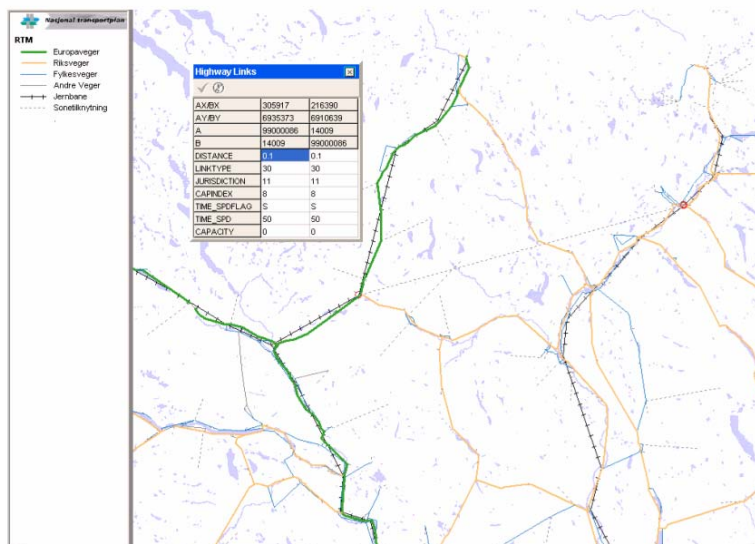 Nasjonal transportplan
RTM
Europaveger
Riksveger
Fylkesveger
Andre Veger
Jernbane
Sonetilknytning
Highway Links
AX/BX 305917 216390
AY/BY 6935373 6910639
A 99000086 14009
B 14009 99000086
DISTANCE 0.1 0.1
LINKTYPE 30 30
JURISDICTION 11 11
CAPINDEX 8 8
TIME_SPDFLAG S S
TIME_SPD 50 50
CAPACITY 0 0